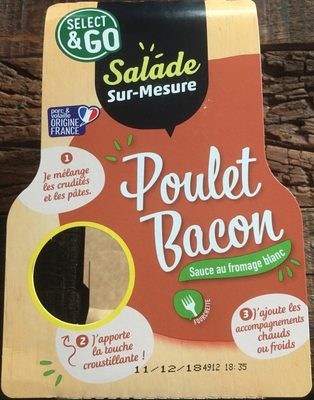 SELECT
&GO
Salade
Sur-Mesure
porc &
volaille
ORIGINE
FRANCE
1
Je mélange
les crudités
et les pâtes.
Poulet
Bacon
Sauce au fromage blanc
FOURCHETTE
2 J'apporte
la touche
croustillante !
3 J'ajoute les
accompagnements
chauds
ou froids
11/12/184912 18:35